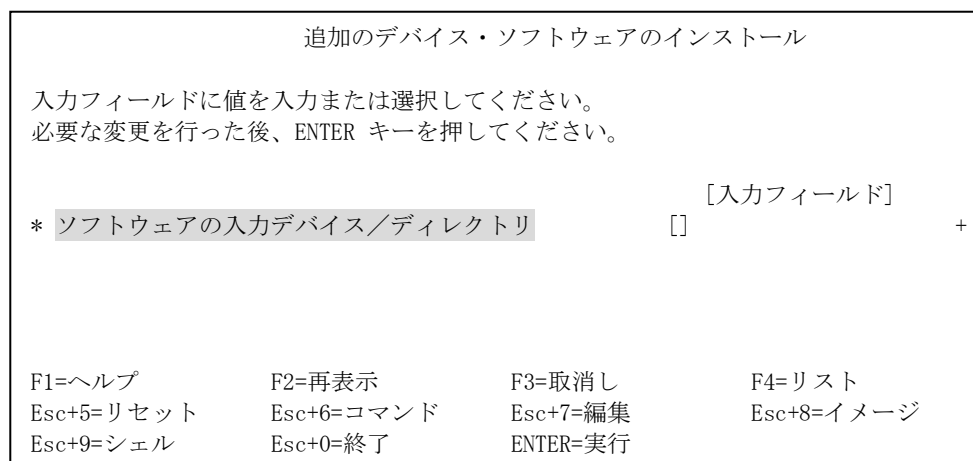 追加のデバイス・ソフトウェアのインストール
入力フィールドに値を入力または選択してください。
必要な変更を行った後、ENTER キーを押してください。
[入力フィールド]
* ソフトウェアの入力デバイス／ディレクトリ [] +
F1=ヘルプ F2=再表示 F3=取消し F4=リスト
Esc+5=リセット Esc+6=コマンド Esc+7=編集 Esc+8=イメージ
Esc+9=シェル Esc+0=終了 ENTER=実行